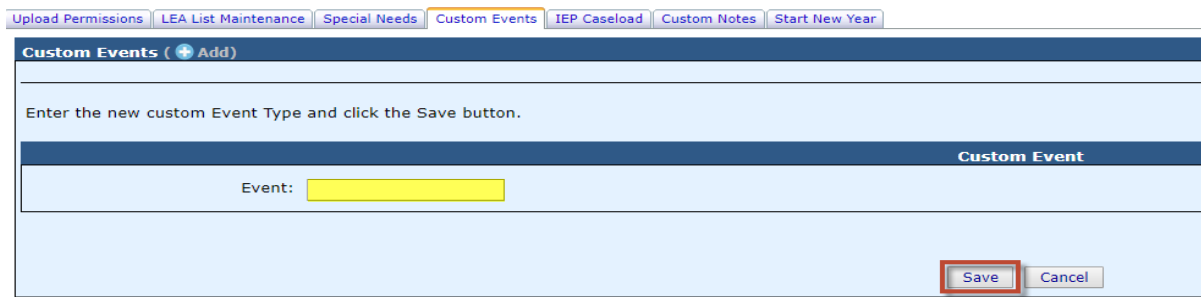 Upload Permissions LEA List Maintenance Special Needs Custom Events IEP Caseload Custom Notes Start New Year
Custom Events ( Add)
Enter the new custom Event Type and click the Save button.
Custom Event
Event:
Save Cancel